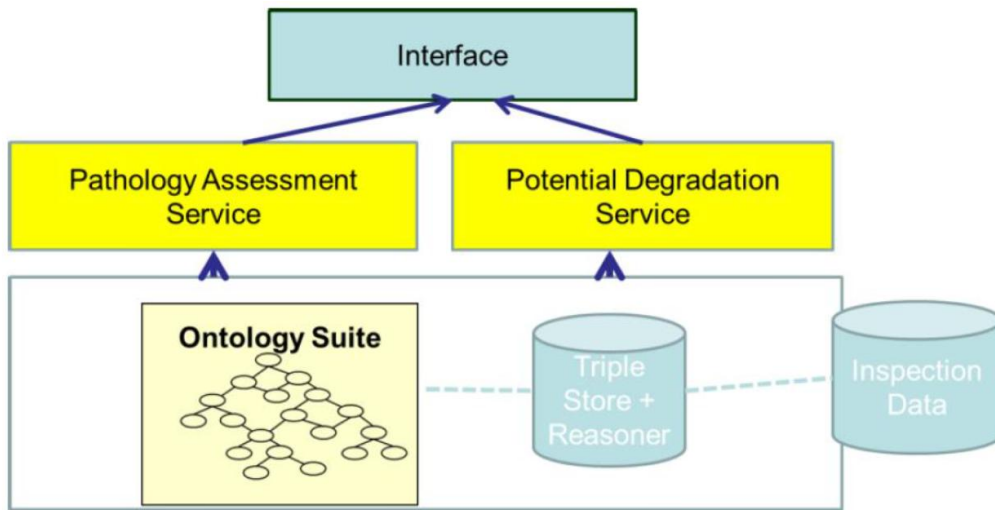 Interface
Pathology Assessment
Service
Potential Degradation
Service
Ontology Suite
Triple
Store +
Reasoner
Inspection
Data